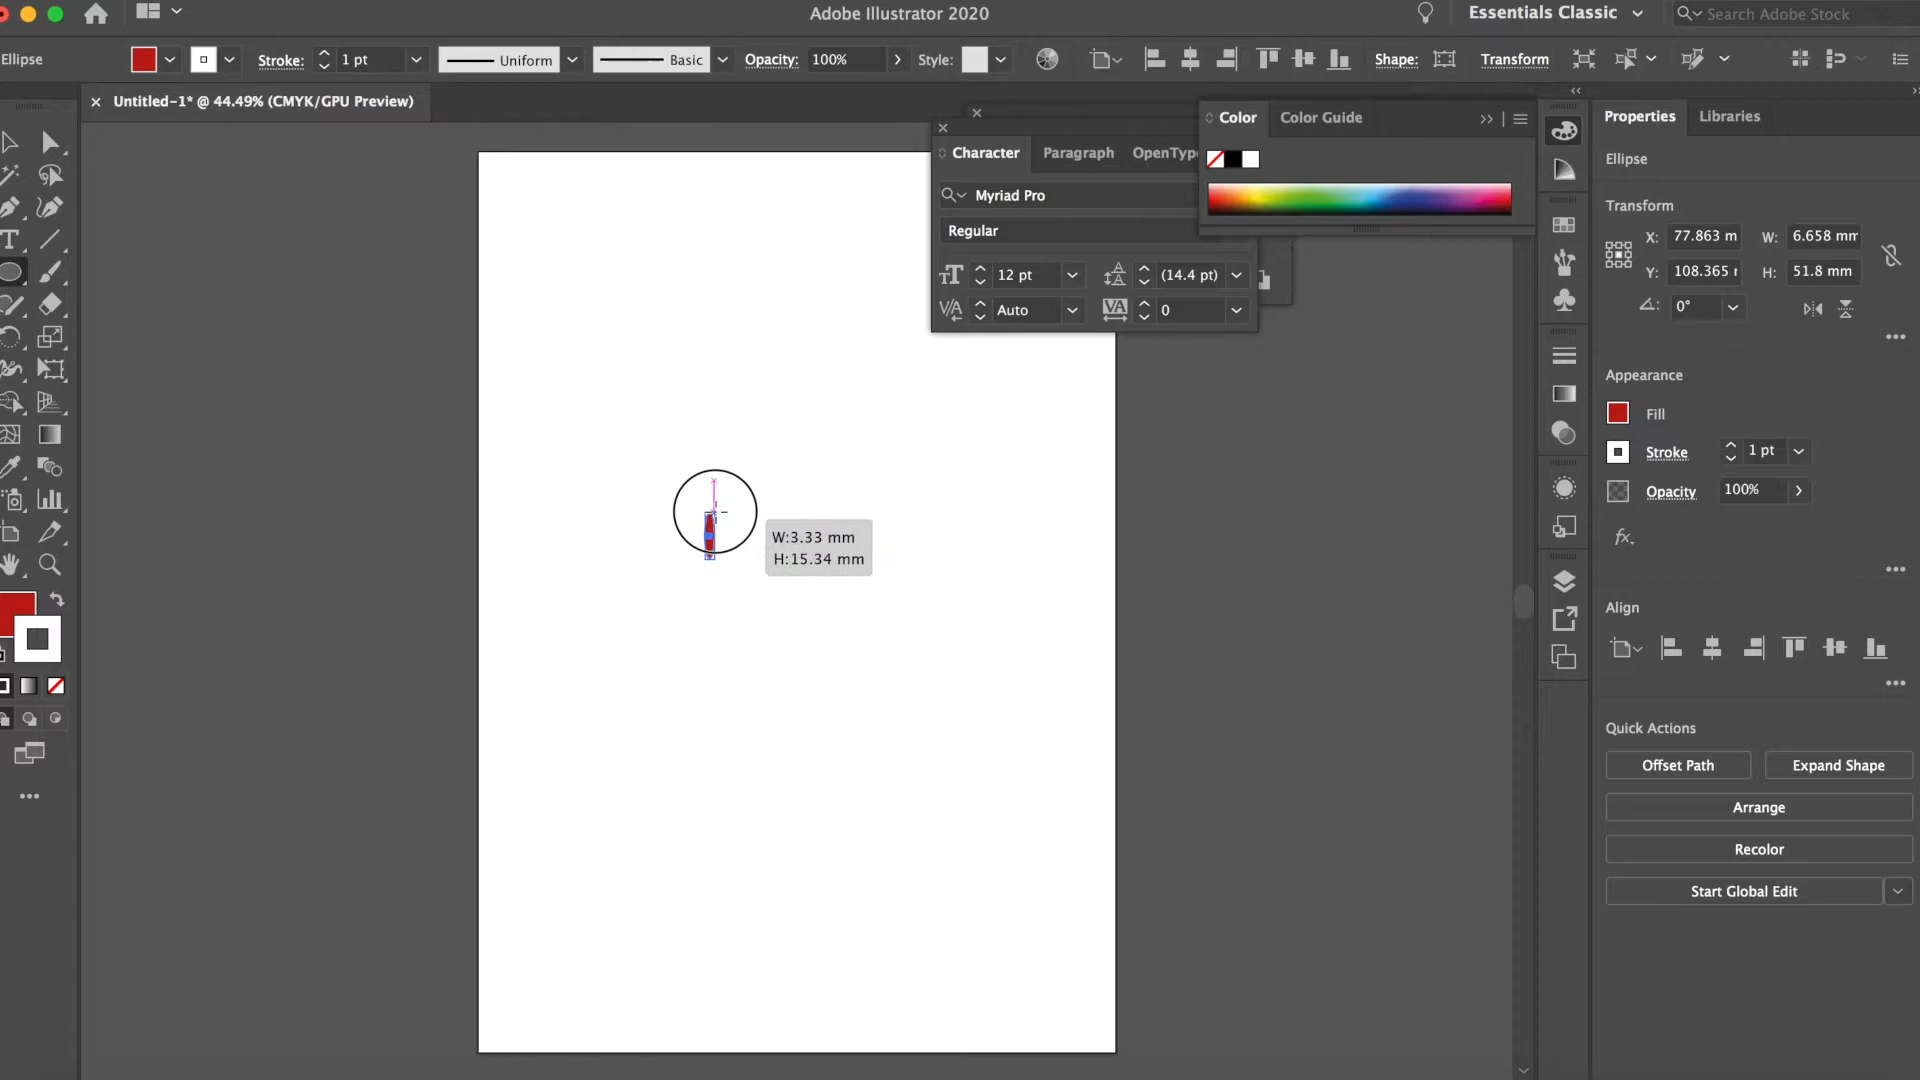 Adobe Illustrator 2020
Essentials Classic
Search Adobe Stock
Ellipse
Stroke:
1 pt
Uniform
Basic
Opacity:
100%
Style:
Shape:
Transform
Untitled-1* @ 44.49% (CMYK/GPU Preview)
Character
Paragraph
OpenType
Myriad Pro
Regular
12 pt
(14.4 pt)
Auto
0
Color
Color Guide
W:3.33 mm
H:15.34 mm
Properties
Libraries
Ellipse
Transform
X:
77.863 m
W:
6.658 mm
Y:
108.365
H:
51.8 mm
0°
Appearance
Fill
Stroke
1 pt
Opacity
100%
fx.
Align
Quick Actions
Offset Path
Expand Shape
Arrange
Recolor
Start Global Edit